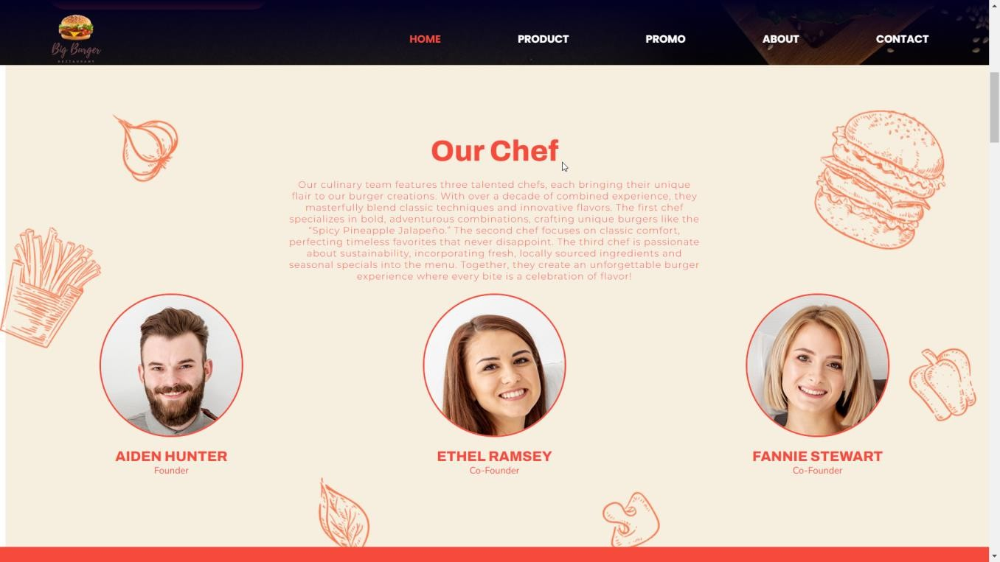 Big Burger
RESTAURANT
HOME
PRODUCT
PROMO
ABOUT
CONTACT
Our Chef
Our culinary team features three talented chefs, each bringing their unique
flair to our burger creations. With over a decade of combined experience, they
masterfully blend classic techniques and innovative flavors. The first chef
specializes in bold, adventurous combinations, crafting unique burgers like the
“Spicy Pineapple Jalapeño.” The second chef focuses on classic comfort,
perfecting timeless favorites that never disappoint. The third chef is passionate
about sustainability, incorporating fresh, locally sourced ingredients and
seasonal specials into the menu. Together, they create an unforgettable burger
experience where every bite is a celebration of flavor!
AIDEN HUNTER
Founder
ETHEL RAMSEY
Co-Founder
FANNIE STEWART
Co-Founder